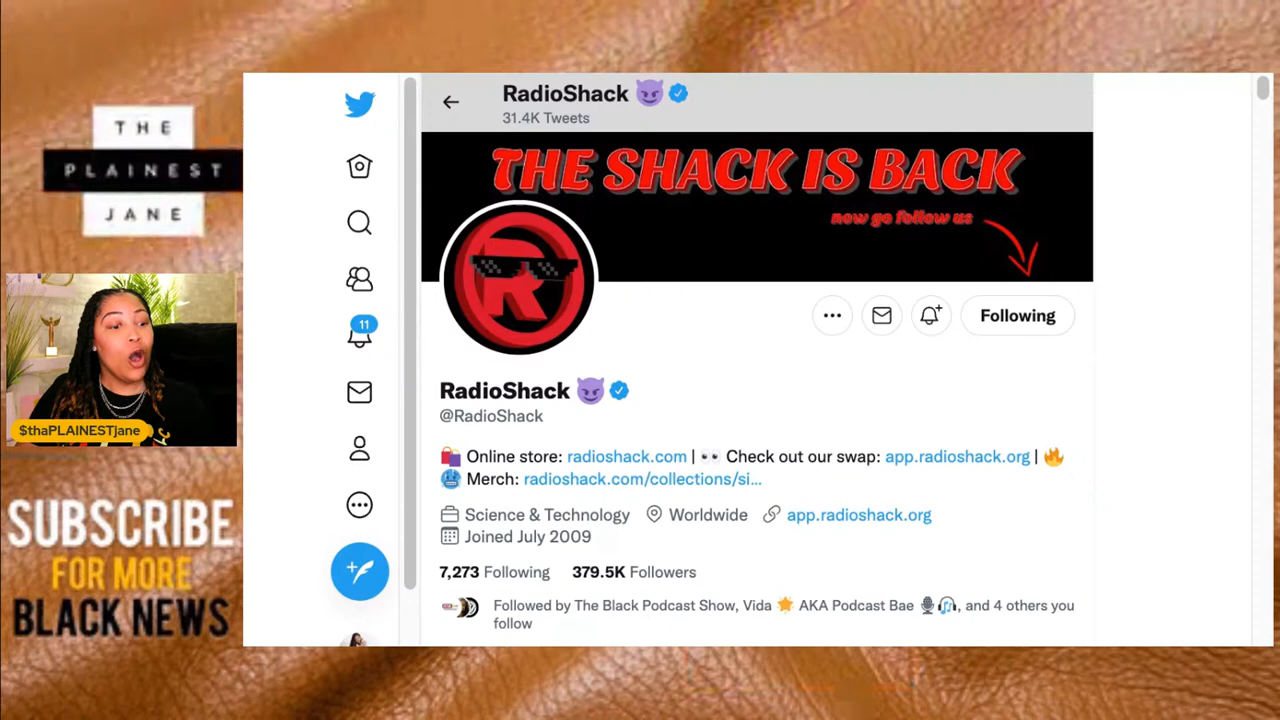 THE
PLAINEST
JANE
$thaPLAINESTjane
SUBSCRIBE
FOR MORE
BLACK NEWS
RadioShack
31.4K Tweets
THE SHACK IS BACK
now go follow us
R
11
Following
RadioShack
@RadioShack
Online store: radioshack.com | 👀 Check out our swap: app.radioshack.org | 🔥
Merch: radioshack.com/collections/si...
Science & Technology Worldwide app.radioshack.org
Joined July 2009
7,273 Following 379.5K Followers
Followed by The Black Podcast Show, Vida 🌟 AKA Podcast Bae 🎙🎧, and 4 others you
follow